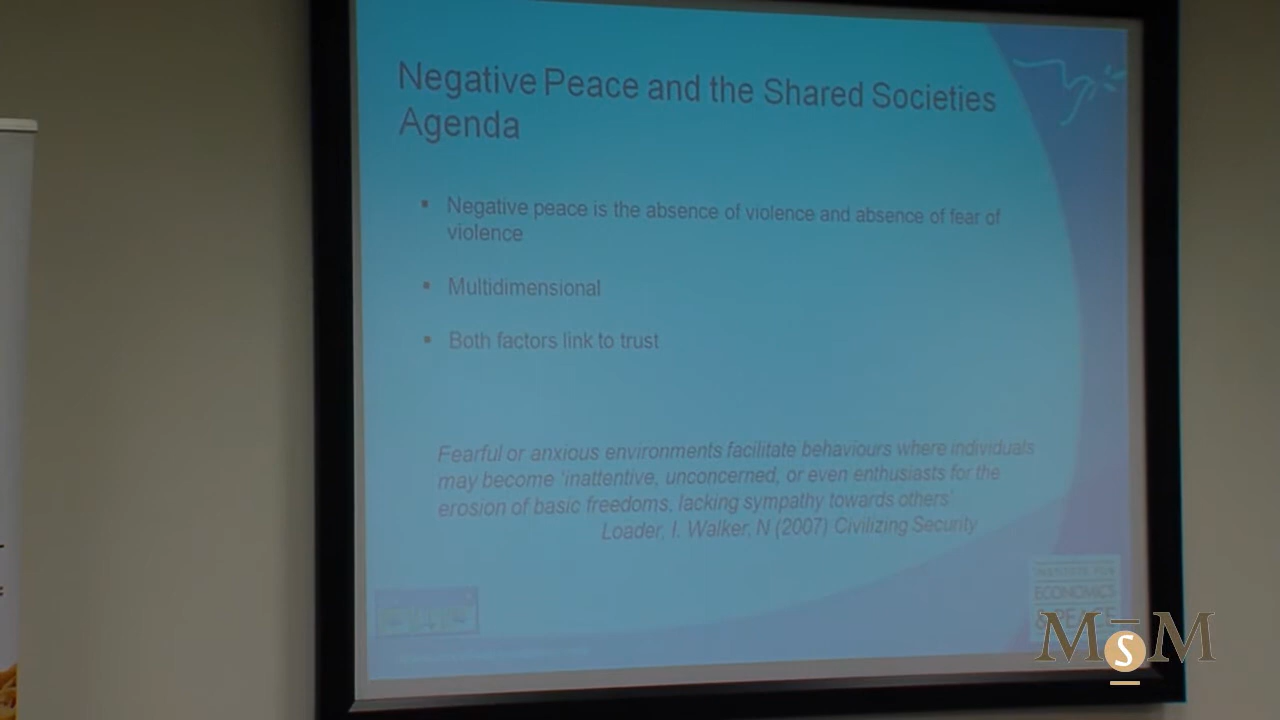 Negative Peace and the Shared Societies
Agenda
Negative peace is the absence of violence and absence of fear of
violence
Multidimensional
Both factors link to trust
Fearful or anxious environments facilitate behaviours where individuals
may become 'inattentive, unconcerned, or even enthusiasts for the
erosion of basic freedoms, lacking sympathy towards others'
Loader, I. Walker, N (2007) Civilizing Security
INSTITUTE FOR
ECONOMICS
& PEACE
MSM